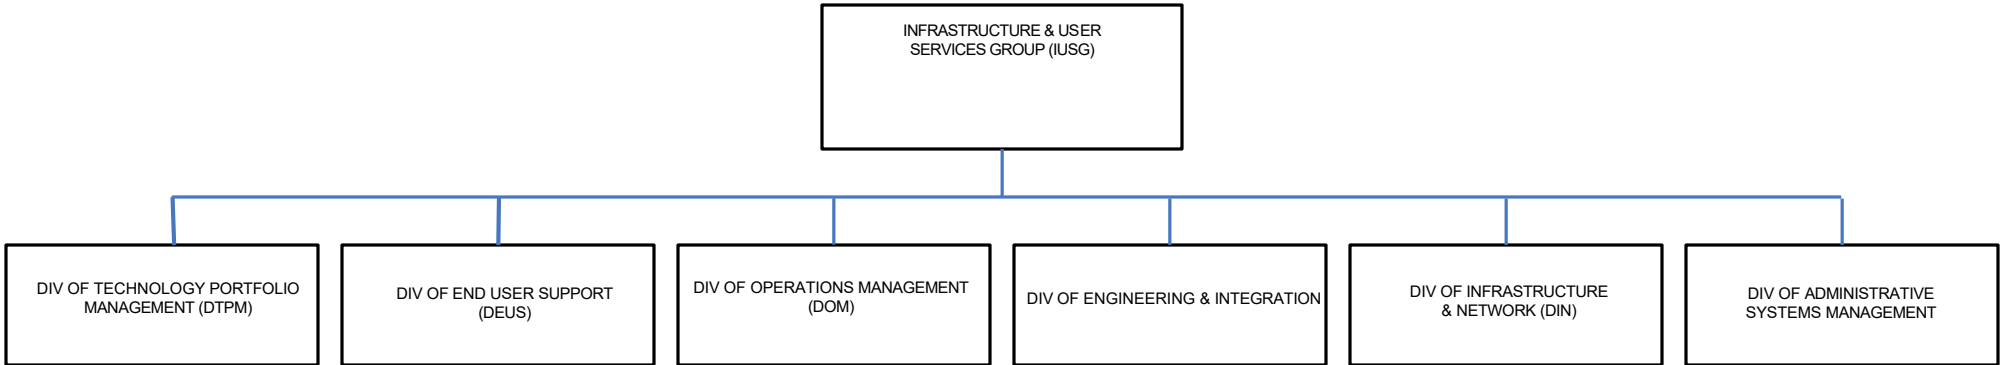 INFRASTRUCTURE & USER
SERVICES GROUP (IUSG)
DIV OF TECHNOLOGY PORTFOLIO
MANAGEMENT (DTPM)
DIV OF END USER SUPPORT
(DEUS)
DIV OF OPERATIONS MANAGEMENT
(DOM)
DIV OF ENGINEERING & INTEGRATION
DIV OF INFRASTRUCTURE
& NETWORK (DIN)
DIV OF ADMINISTRATIVE
SYSTEMS MANAGEMENT